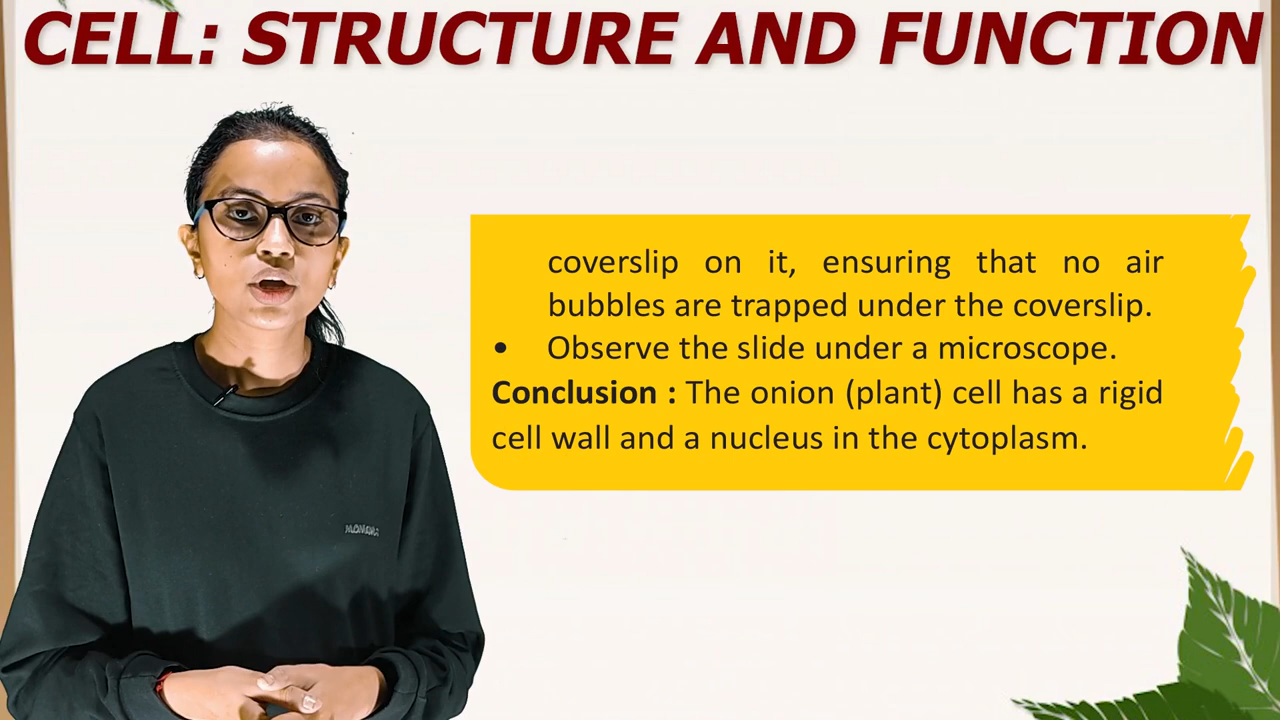 CELL: STRUCTURE AND FUNCTION
coverslip on it, ensuring that no air
bubbles are trapped under the coverslip.
• Observe the slide under a microscope.
Conclusion : The onion (plant) cell has a rigid
cell wall and a nucleus in the cytoplasm.